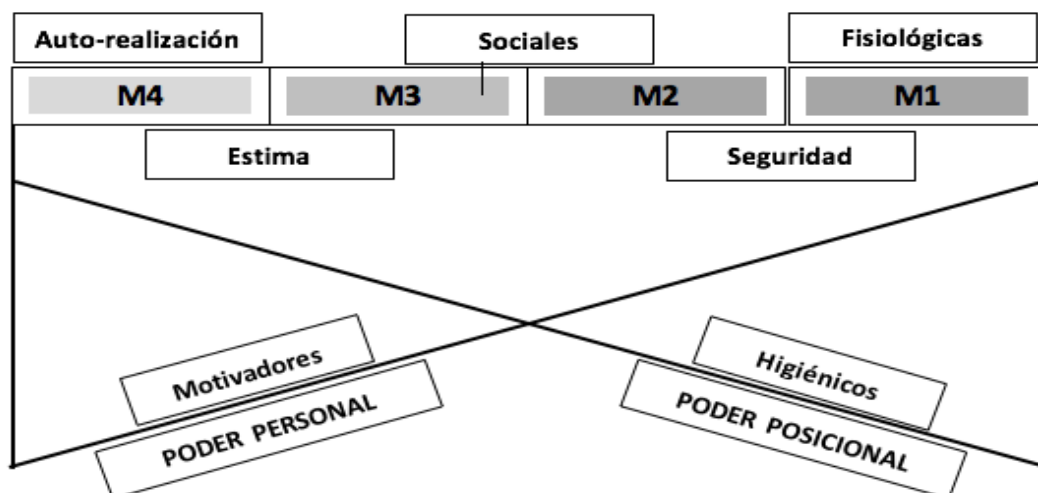 Auto-realización
Sociales
Fisiológicas
M4
M3
M2
M1
Estima
Seguridad
Motivadores
PODER PERSONAL
Higiénicos
PODER POSICIONAL